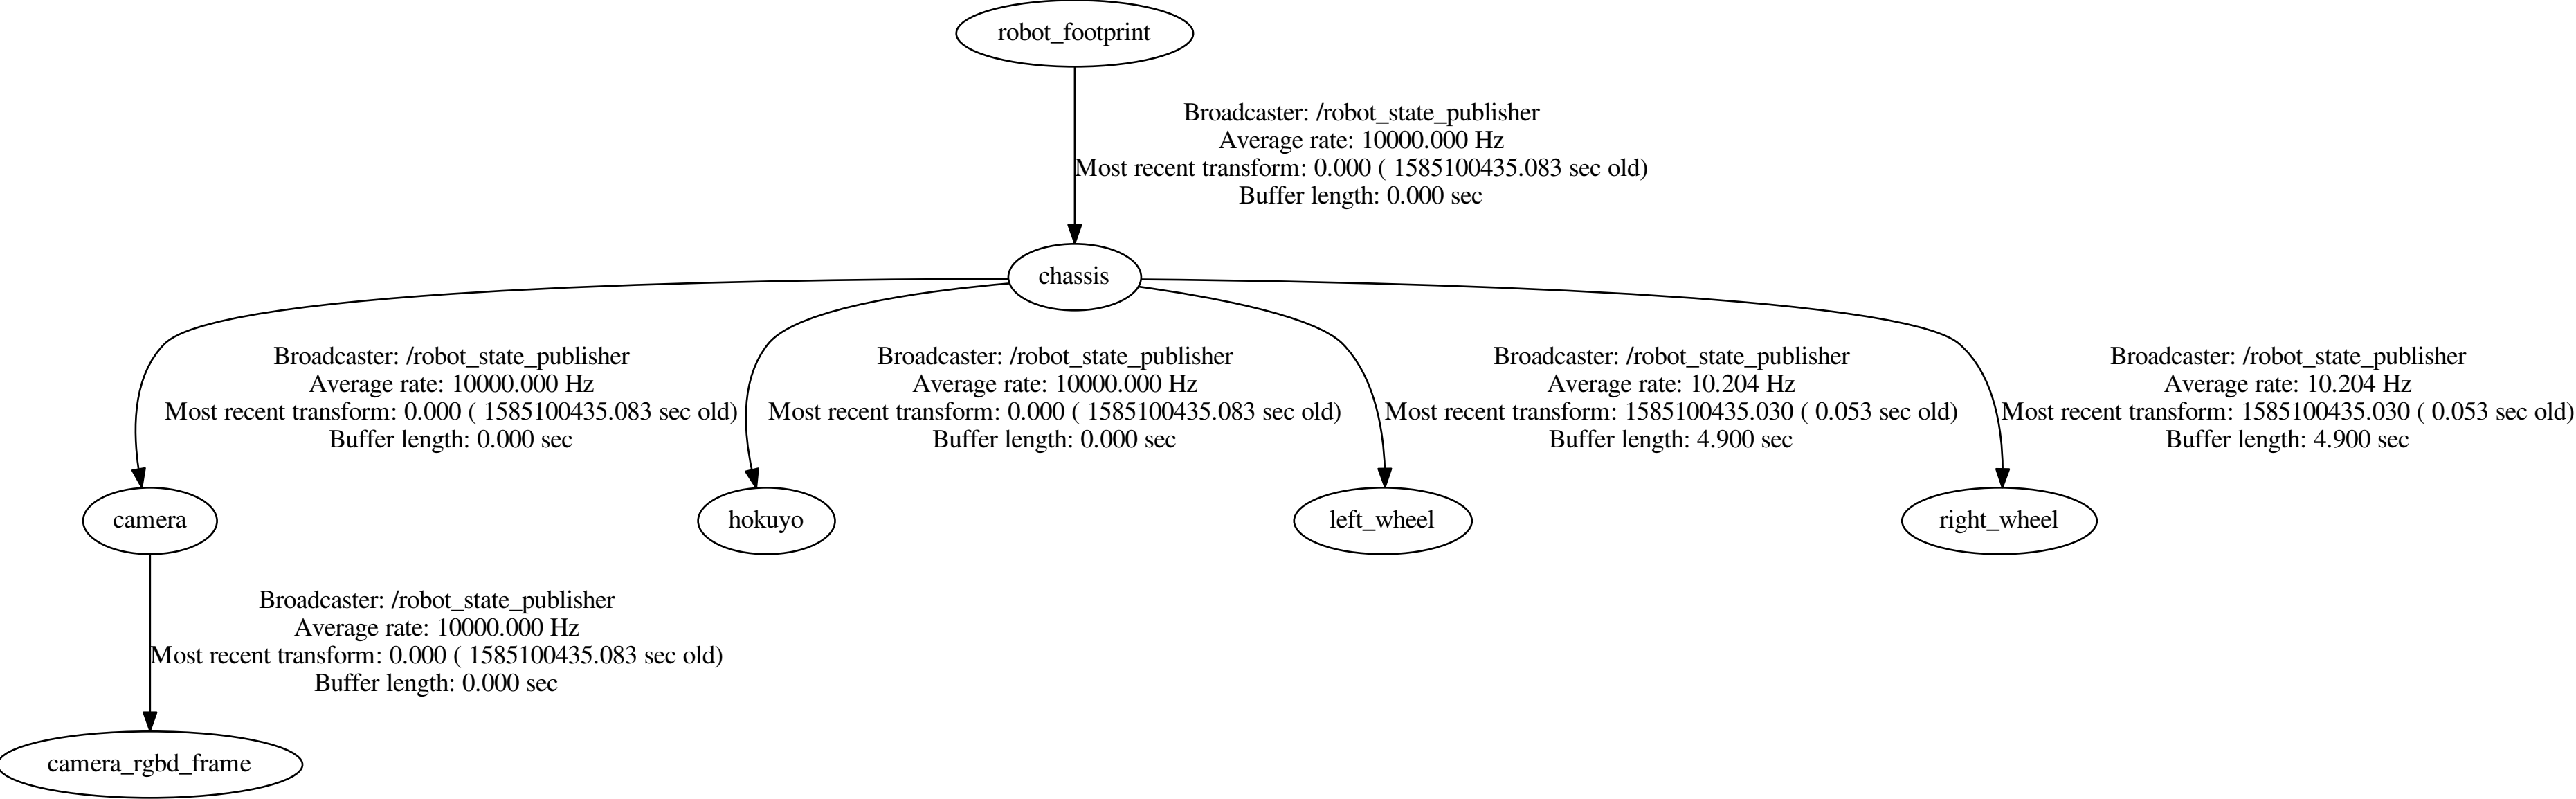 robot_footprint
Broadcaster: /robot_state_publisher
Average rate: 10000.000 Hz
Most recent transform: 0.000 ( 1585100435.083 sec old)
Buffer length: 0.000 sec
chassis
Broadcaster: /robot_state_publisher
Average rate: 10000.000 Hz
Most recent transform: 0.000 ( 1585100435.083 sec old)
Buffer length: 0.000 sec
Broadcaster: /robot_state_publisher
Average rate: 10000.000 Hz
Most recent transform: 0.000 ( 1585100435.083 sec old)
Buffer length: 0.000 sec
Broadcaster: /robot_state_publisher
Average rate: 10.204 Hz
Most recent transform: 1585100435.030 ( 0.053 sec old)
Buffer length: 4.900 sec
Broadcaster: /robot_state_publisher
Average rate: 10.204 Hz
Most recent transform: 1585100435.030 ( 0.053 sec old)
Buffer length: 4.900 sec
camera
hokuyo
left_wheel
right_wheel
Broadcaster: /robot_state_publisher
Average rate: 10000.000 Hz
Most recent transform: 0.000 ( 1585100435.083 sec old)
Buffer length: 0.000 sec
camera_rgbd_frame